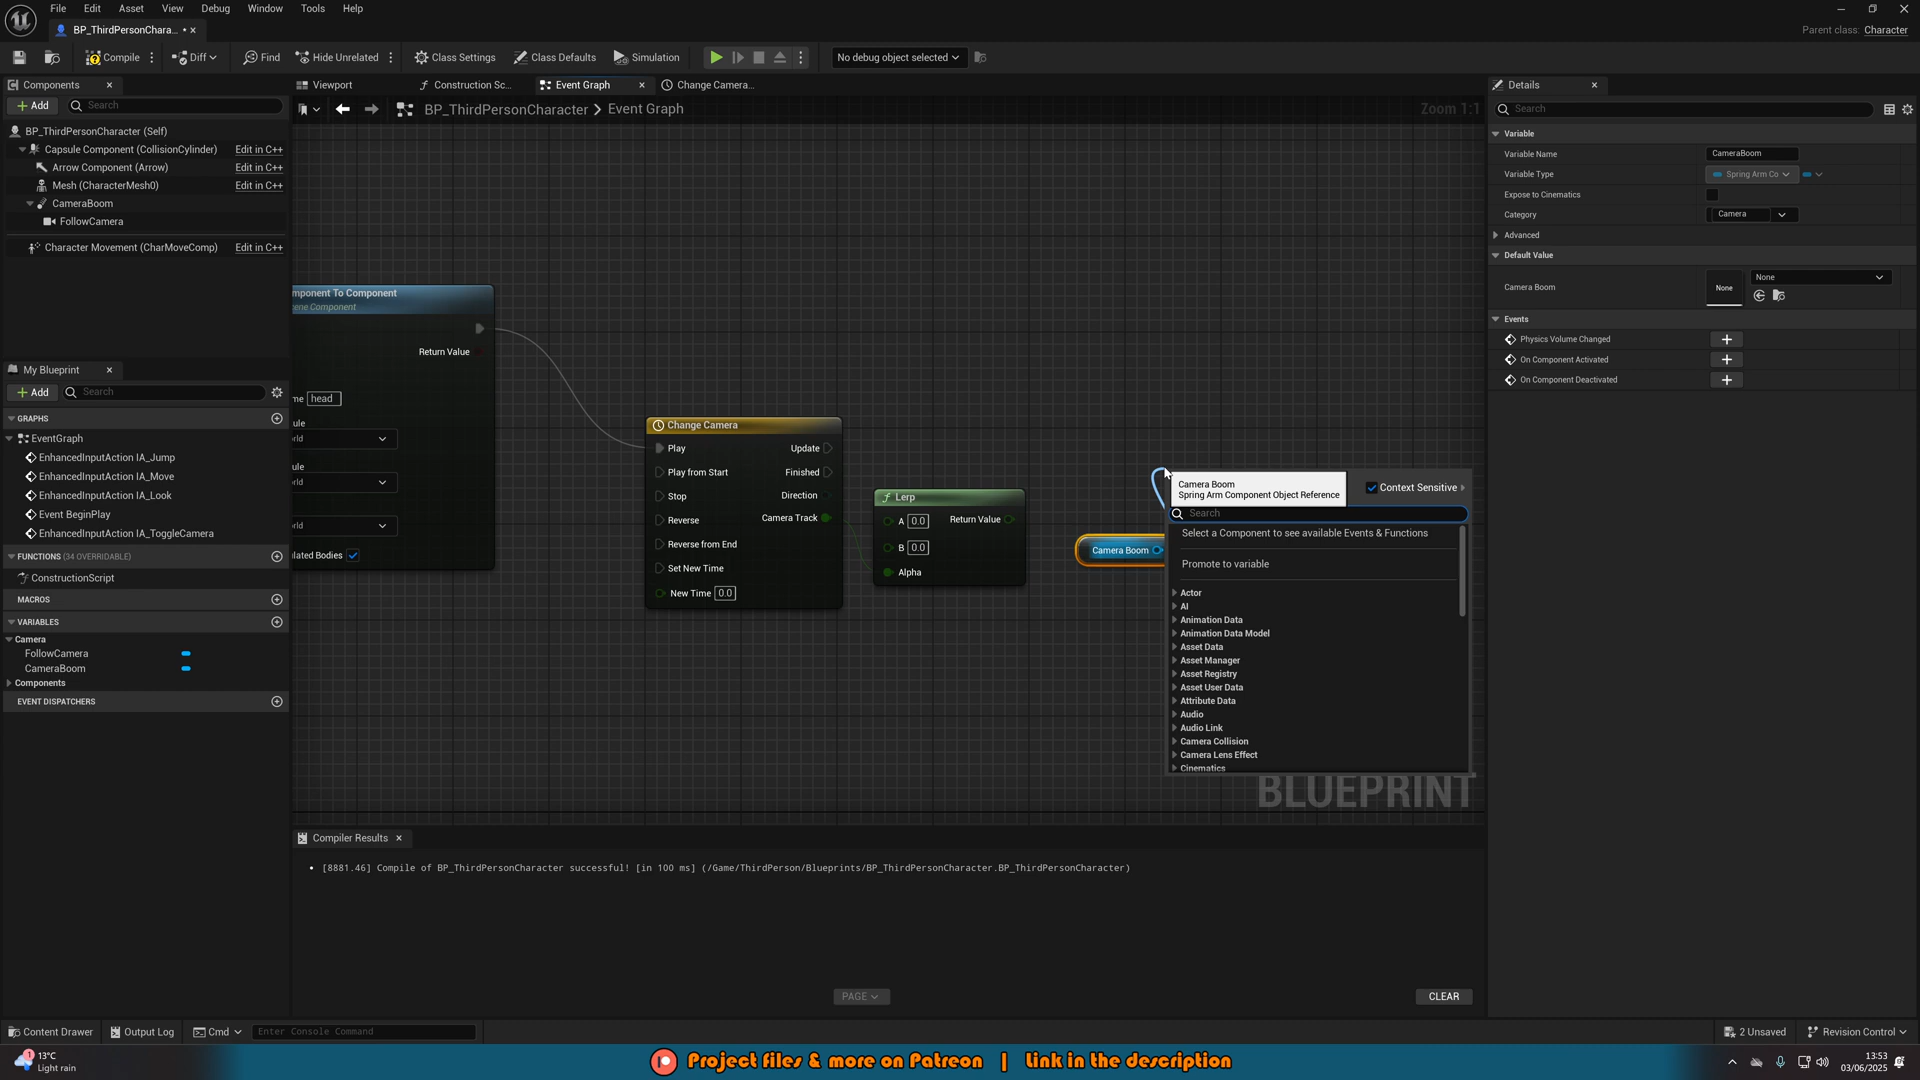 File Edit Asset View Debug Window Tools Help
BP_ThirdPersonChara...
Parent class: Character
Compile Diff Find Hide Unrelated Class Settings Class Defaults Simulation No debug object selected
Components
Viewport Construction Sc... Event Graph Change Camera...
Details
+ Add Search
BP_ThirdPersonCharacter > Event Graph Zoom 1:1
Search
BP_ThirdPersonCharacter (Self)
Capsule Component (CollisionCylinder) Edit in C++
Arrow Component (Arrow) Edit in C++
Mesh (CharacterMesh0) Edit in C++
CameraBoom
FollowCamera
Character Movement (CharMoveComp) Edit in C++
My Blueprint
+ Add Search
GRAPHS
EventGraph
EnhancedInputAction IA_Jump
EnhancedInputAction IA_Move
EnhancedInputAction IA_Look
Event BeginPlay
EnhancedInputAction IA_ToggleCamera
FUNCTIONS (34 OVERRIDABLE)
ConstructionScript
MACROS
VARIABLES
Camera
FollowCamera
CameraBoom
Components
EVENT DISPATCHERS
mponent To Component
ene Component
Return Value
me head
ule
orld
ule
orld
orld
ulated Bodies
Change Camera
Play Update
Play from Start Finished
Stop Direction
Reverse Camera Track
Reverse from End
Set New Time
New Time 0.0
Lerp
A 0.0 Return Value
B 0.0
Alpha
Camera Boom
Camera Boom
Spring Arm Component Object Reference
Context Sensitive
Search
Select a Component to see available Events & Functions
Promote to variable
Actor
AI
Animation Data
Animation Data Model
Asset Data
Asset Manager
Asset Registry
Asset User Data
Attribute Data
Audio
Audio Link
Camera Collision
Camera Lens Effect
Cinematics
BLUEPRINT
Variable
Variable Name CameraBoom
Variable Type Spring Arm Co
Expose to Cinematics
Category Camera
Advanced
Default Value
Camera Boom None None
Events
Physics Volume Changed
On Component Activated
On Component Deactivated
Compiler Results
• [8881.46] Compile of BP_ThirdPersonCharacter successful! [in 100 ms] (/Game/ThirdPerson/Blueprints/BP_ThirdPersonCharacter.BP_ThirdPersonCharacter)
PAGE CLEAR
Content Drawer Output Log Cmd Enter Console Command 2 Unsaved Revision Control
1 13°C
Light rain
Project files & more on Patreon | Link in the description
13:53
03/06/2025